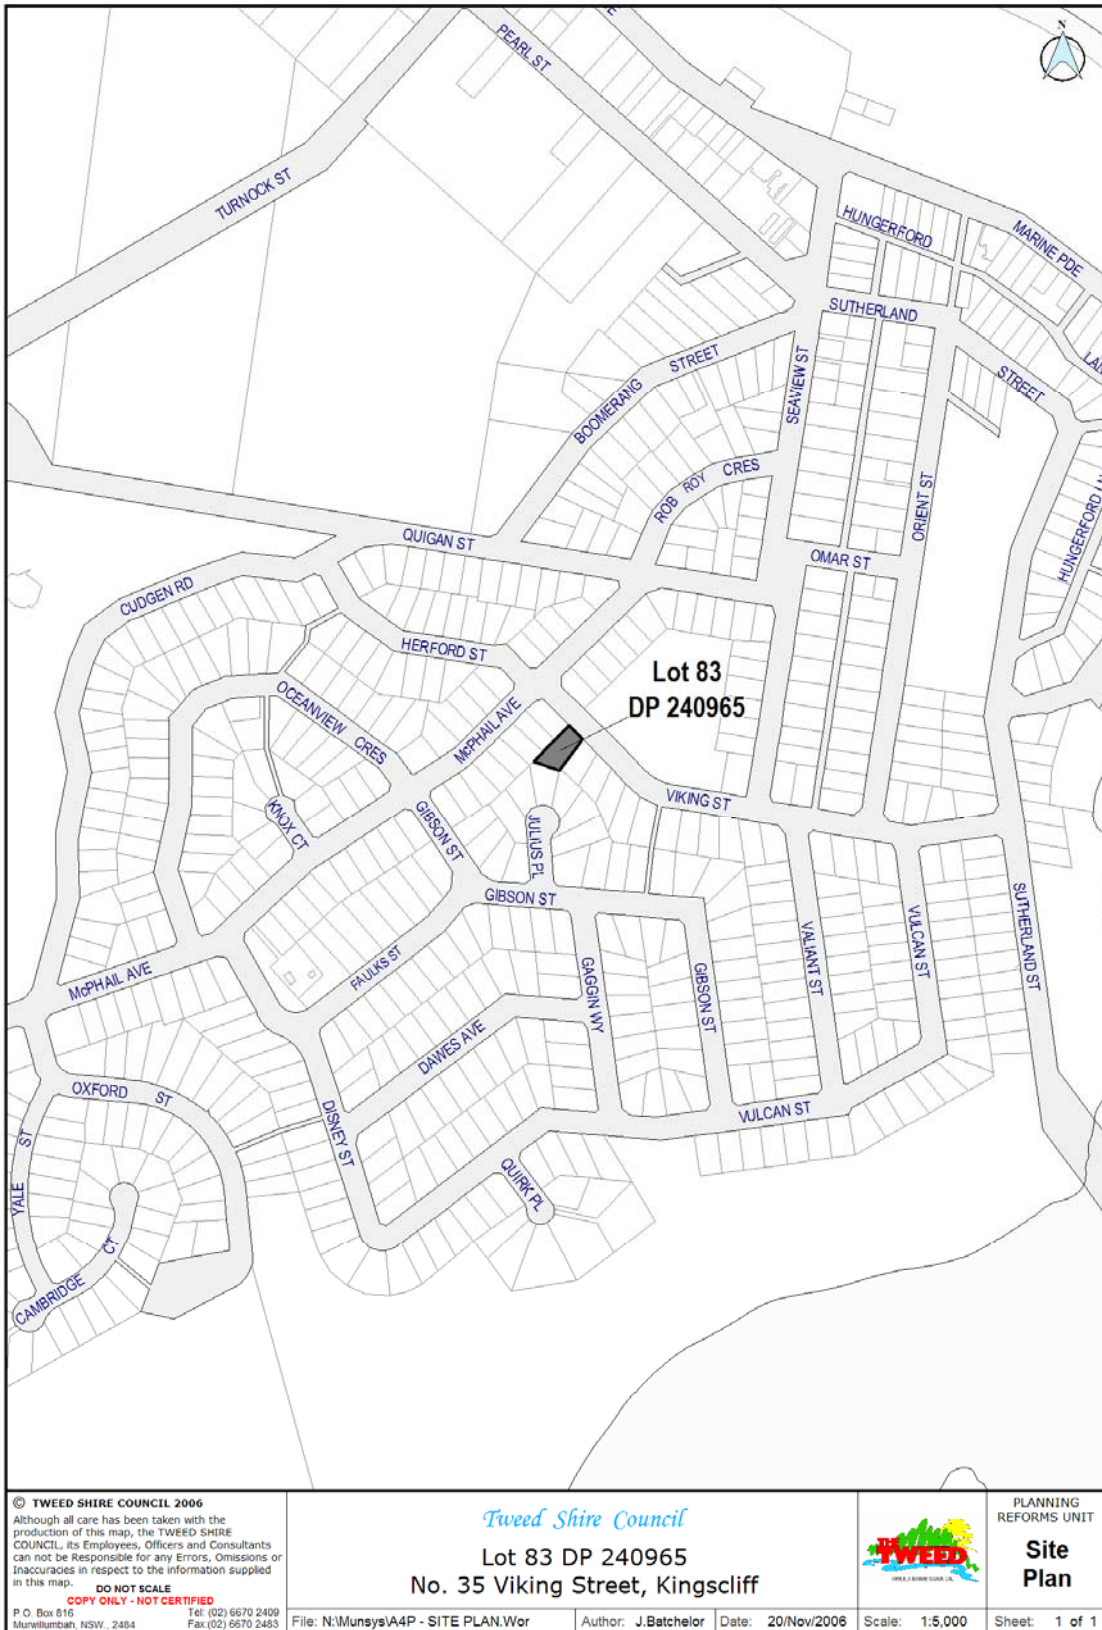 N
PEARL ST
TURNOCK ST
HUNGERFORD
MARINE PDE
SUTHERLAND
STREET
BOOMERANG STREET
SEAVIEW ST
ROB ROY CRES
ORIENT ST
HUNGERFORD
QUIGAN ST
OMAR ST
CUDGEN RD
HERFORD ST
Lot 83
DP 240965
OCEANVIEW CRES
McPHAIL AVE
VIKING ST
KNOX CT
GIBSON ST
JULIUS PL
GIBSON ST
SUTHERLAND ST
VALIANT ST
VULCAN ST
FAULKS ST
GAGGIN WY
GIBSON ST
McPHAIL AVE
DAWES AVE
OXFORD ST
DISNEY ST
VULCAN ST
YALE ST
QUIRK PL
CAMBRIDGE CT
© TWEED SHIRE COUNCIL 2006
Although all care has been taken with the
production of this map, the TWEED SHIRE
COUNCIL, its Employees, Officers and Consultants
can not be Responsible for any Errors, Omissions or
Inaccuracies in respect to the information supplied
in this map.
DO NOT SCALE
COPY ONLY - NOT CERTIFIED
P.O. Box 816
Murwillumbah, NSW., 2484
Tel: (02) 6670 2409
Fax:(02) 6670 2483
Tweed Shire Council
Lot 83 DP 240965
No. 35 Viking Street, Kingscliff
File: N:\Munsys\A4P - SITE PLAN.Wor
Author: J.Batchelor
Date: 20/Nov/2006
THE TWEED
TWEED SHIRE COUNCIL
Scale: 1:5,000
PLANNING
REFORMS UNIT
Site
Plan
Sheet: 1 of 1